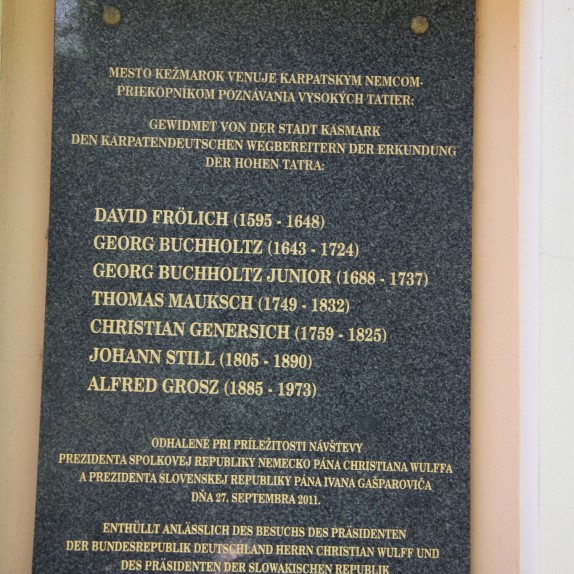 MESTO KEŽMAROK VENUJE KARPATSKYM NEMCOM-
PRIEKOPNÍKOM POZNÁVANIA VYSOKÝCH TATIER:
GEWIDMET VON DER STADT KÄSMARK
DEN KARPATENDEUTSCHEN WEGBEREITERN DER ERKUNDUNG
DER HOHEN TATRA:
DAVID FRÖLICH (1595 - 1648)
GEORG BUCHHOLTZ (1643 - 1724)
GEORG BUCHHOLTZ JUNIOR (1688 - 1737)
THOMAS MAUKSCH (1749 - 1832)
CHRISTIAN GENERSICH (1759 - 1825)
JOHANN STILL (1805 - 1890)
ALFRED GROSZ (1885 - 1973)
ODHALENÉ PRI PRÍLEŽITOSTI NÁVŠTEVY
PREZIDENTA SPOLKOVEJ REPUBLIKY NEMECKO PÁNA CHRISTIANA WULFFA
A PREZIDENTA SLOVENSKEJ REPUBLIKY PÁNA IVANA GAŠPAROVIČA
DŇA 27. SEPTEMBRA 2011.
ENTHÜLLT ANLÄSSLICH DES BESUCHS DES PRÄSIDENTEN
DER BUNDESREPUBLIK DEUTSCHLAND HERRN CHRISTIAN WULFF UND
DES PRÄSIDENTEN DER SLOWAKISCHEN REPUBLIK